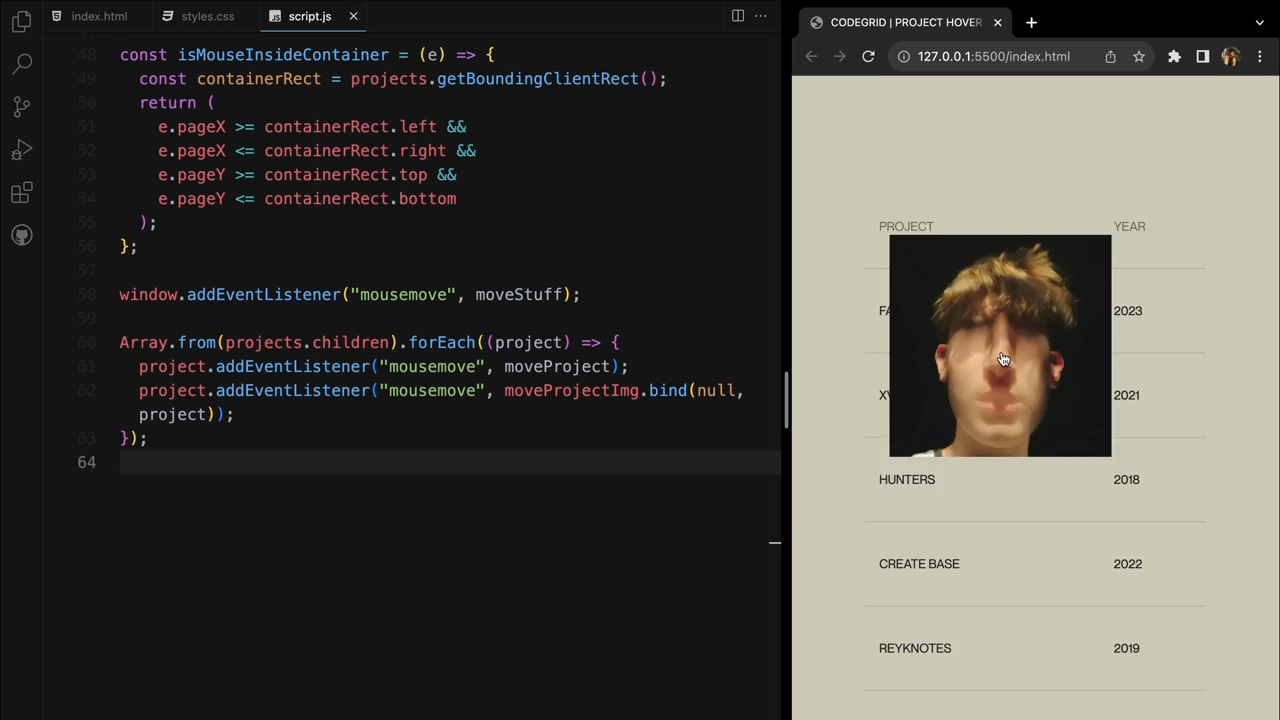 index.html
styles.css
JS script.js
48 const isMouseInsideContainer = (e) => {
49 const containerRect = projects.getBoundingClientRect();
50 return (
51 e.pageX >= containerRect.left &&
52 e.pageX <= containerRect.right &&
53 e.pageY >= containerRect.top &&
54 e.pageY <= containerRect.bottom
55 );
56 };
57
58 window.addEventListener("mousemove", moveStuff);
59
60 Array.from(projects.children).forEach((project) => {
61 project.addEventListener("mousemove", moveProject);
62 project.addEventListener("mousemove", moveProjectImg.bind(null,
project));
63 });
64
CODEGRID | PROJECT HOVER
127.0.0.1:5500/index.html
PROJECT YEAR
2023
2021
HUNTERS 2018
CREATE BASE 2022
REYKNOTES 2019